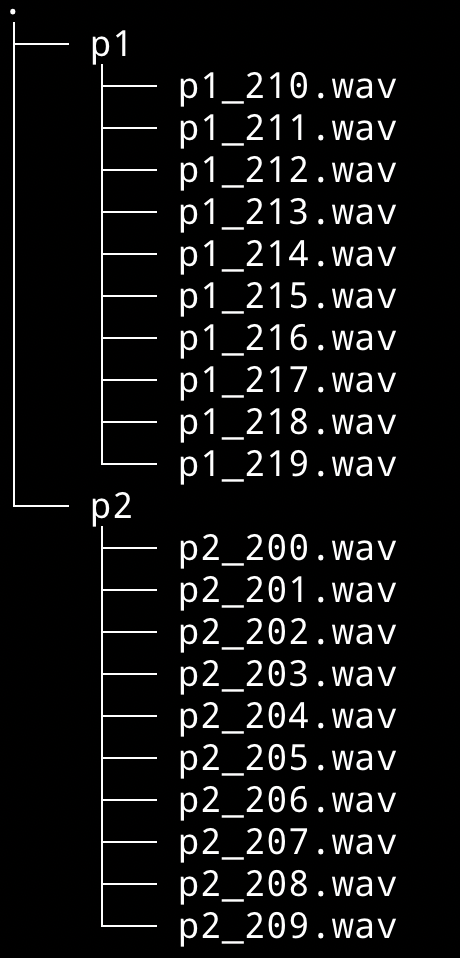 .
p1
p1_210.wav
p1_211.wav
p1_212.wav
p1_213.wav
p1_214.wav
p1_215.wav
p1_216.wav
p1_217.wav
p1_218.wav
p1_219.wav
p2
p2_200.wav
p2_201.wav
p2_202.wav
p2_203.wav
p2_204.wav
p2_205.wav
p2_206.wav
p2_207.wav
p2_208.wav
p2_209.wav